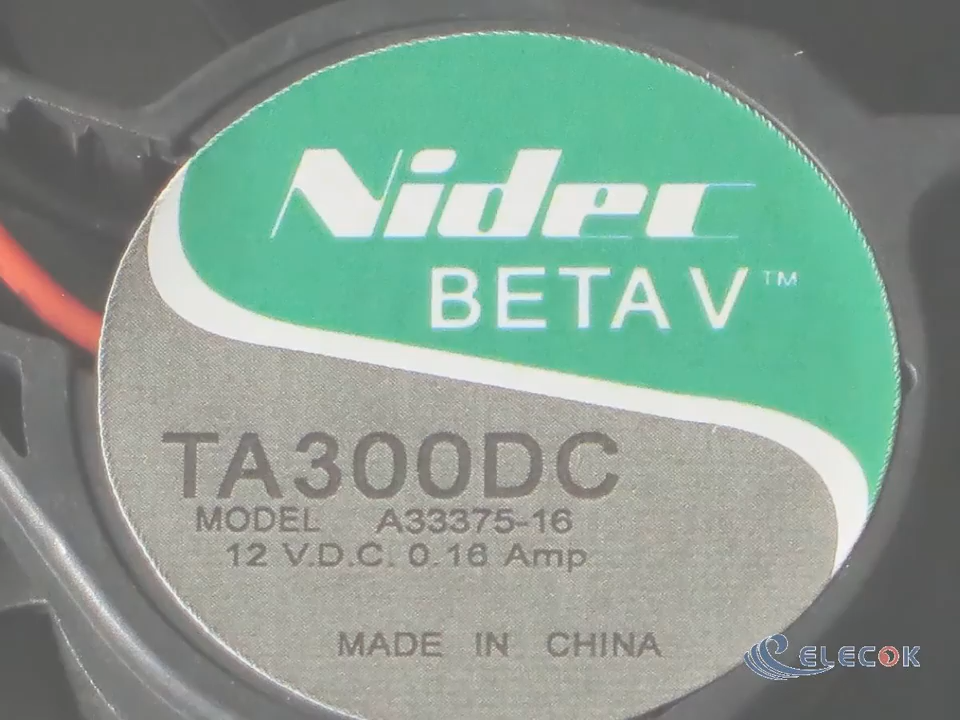 Nidec
BETA V™
TA300DC
MODEL A33375-16
12 V.D.C. 0.16 Amp
MADE IN CHINA
ELECOK